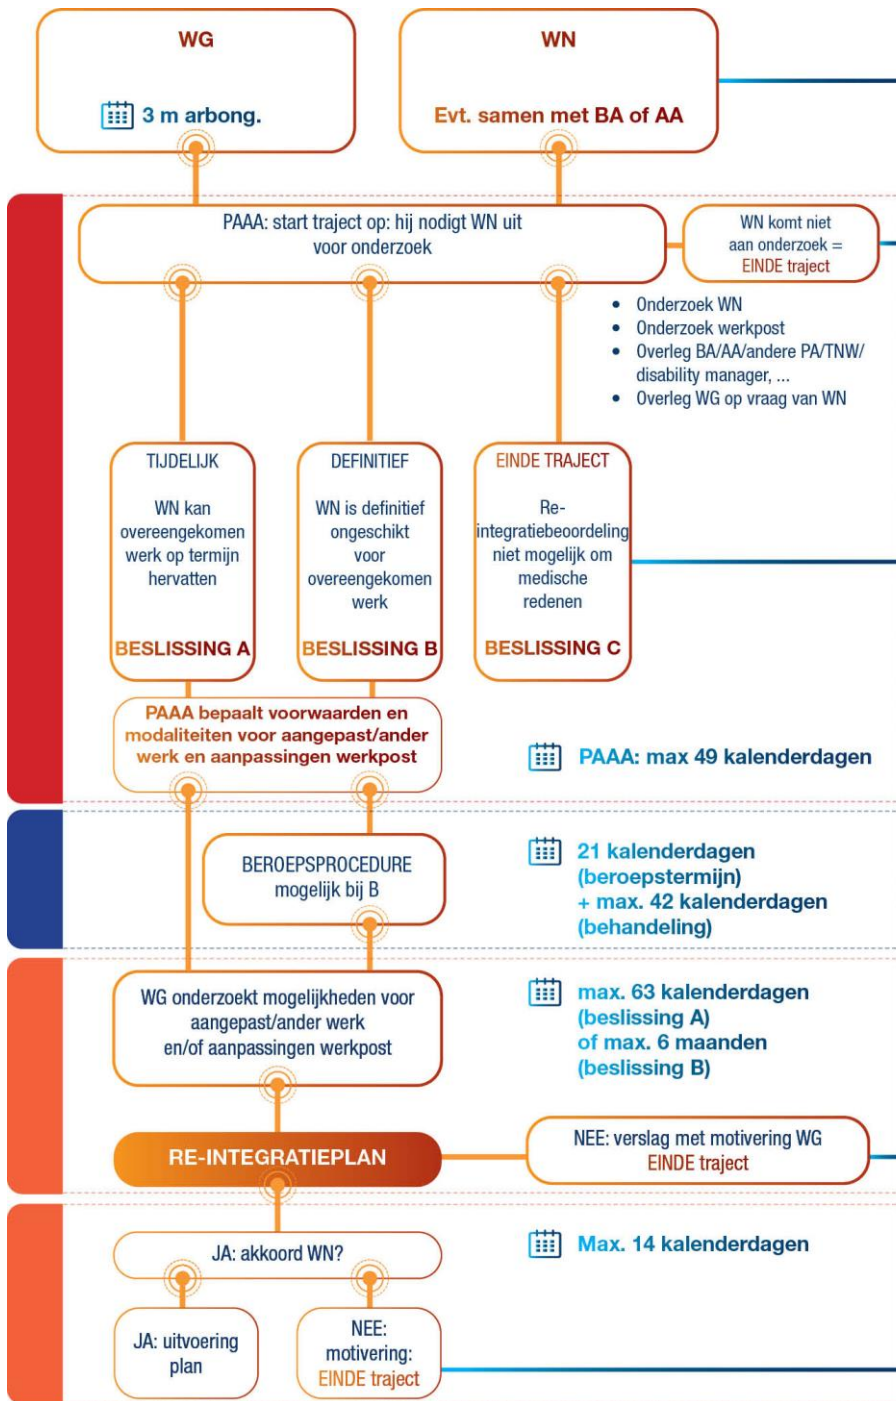 WG
3 m arbong.
WN
Evt. samen met BA of AA
PAAA: start traject op: hij nodigt WN uit
voor onderzoek
WN komt niet
aan onderzoek =
EINDE traject
• Onderzoek WN
• Onderzoek werkpost
• Overleg BA/AA/andere PA/TNW/
disability manager, ...
• Overleg WG op vraag van WN
TIJDELIJK
WN kan
overeengekomen
werk op termijn
hervatten
BESLISSING A
DEFINITIEF
WN is definitief
ongeschikt
voor
overeengekomen
werk
BESLISSING B
EINDE TRAJECT
Re-
integratiebeoordeling
niet mogelijk om
medische
redenen
BESLISSING C
PAAA bepaalt voorwaarden en
modaliteiten voor aangepast/ander
werk en aanpassingen werkpost
PAAA: max 49 kalenderdagen
BEROEPSPROCEDURE
mogelijk bij B
21 kalenderdagen
(beroepstermijn)
+ max. 42 kalenderdagen
(behandeling)
WG onderzoekt mogelijkheden voor
aangepast/ander werk
en/of aanpassingen werkpost
max. 63 kalenderdagen
(beslissing A)
of max. 6 maanden
(beslissing B)
RE-INTEGRATIEPLAN
NEE: verslag met motivering WG
EINDE traject
JA: akkoord WN?
Max. 14 kalenderdagen
JA: uitvoering
plan
NEE:
motivering:
EINDE traject